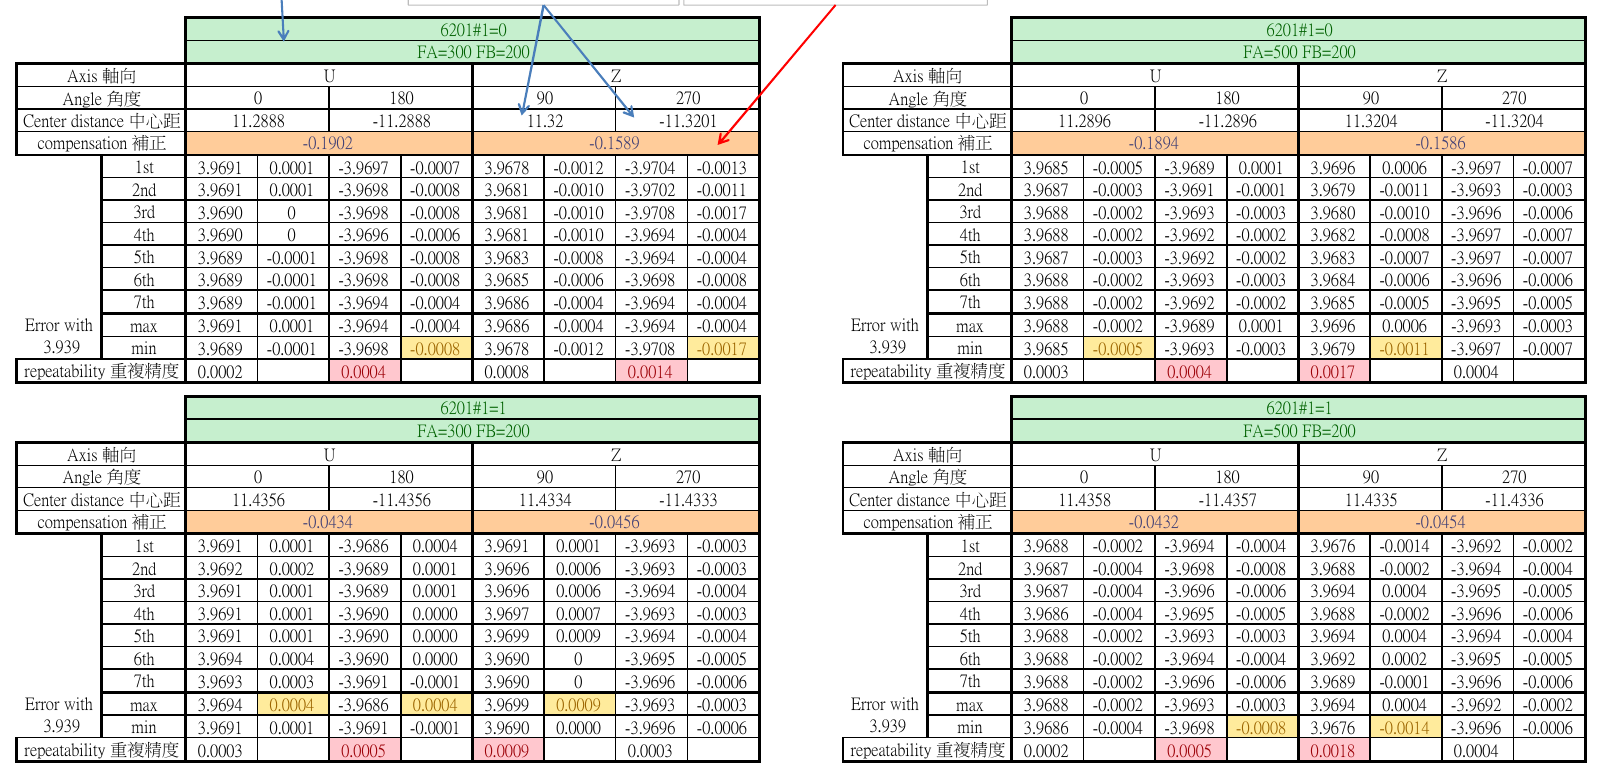 6201#1=0
FA=300 FB=200
Axis 軸向 U Z
Angle 角度 0 180 90 270
Center distance 中心距 11.2888 -11.2888 11.32 -11.3201
compensation 補正 -0.1902 -0.1589
1st 3.9691 0.0001 -3.9697 -0.0007 3.9678 -0.0012 -3.9704 -0.0013
2nd 3.9691 0.0001 -3.9698 -0.0008 3.9681 -0.0010 -3.9702 -0.0011
3rd 3.9690 0 -3.9698 -0.0008 3.9681 -0.0010 -3.9708 -0.0017
4th 3.9690 0 -3.9696 -0.0006 3.9681 -0.0010 -3.9694 -0.0004
5th 3.9689 -0.0001 -3.9698 -0.0008 3.9683 -0.0008 -3.9694 -0.0004
6th 3.9689 -0.0001 -3.9698 -0.0008 3.9685 -0.0006 -3.9698 -0.0008
7th 3.9689 -0.0001 -3.9694 -0.0004 3.9686 -0.0004 -3.9694 -0.0004
Error with max 3.9691 0.0001 -3.9694 -0.0004 3.9686 -0.0004 -3.9694 -0.0004
3.939 min 3.9689 -0.0001 -3.9698 -0.0008 3.9678 -0.0012 -3.9708 -0.0017
repeatability 重複精度 0.0002 0.0004 0.0008 0.0014
6201#1=0
FA=500 FB=200
Axis 軸向 U Z
Angle 角度 0 180 90 270
Center distance 中心距 11.2896 -11.2896 11.3204 -11.3204
compensation 補正 -0.1894 -0.1586
1st 3.9685 -0.0005 -3.9689 0.0001 3.9696 0.0006 -3.9697 -0.0007
2nd 3.9687 -0.0003 -3.9691 -0.0001 3.9679 -0.0011 -3.9693 -0.0003
3rd 3.9688 -0.0002 -3.9693 -0.0003 3.9680 -0.0010 -3.9696 -0.0006
4th 3.9688 -0.0002 -3.9692 -0.0002 3.9682 -0.0008 -3.9697 -0.0007
5th 3.9687 -0.0003 -3.9692 -0.0002 3.9683 -0.0007 -3.9697 -0.0007
6th 3.9688 -0.0002 -3.9693 -0.0003 3.9684 -0.0006 -3.9696 -0.0006
7th 3.9688 -0.0002 -3.9692 -0.0002 3.9685 -0.0005 -3.9695 -0.0005
Error with max 3.9688 -0.0002 -3.9689 0.0001 3.9696 0.0006 -3.9693 -0.0003
3.939 min 3.9685 -0.0005 -3.9693 -0.0003 3.9679 -0.0011 -3.9697 -0.0007
repeatability 重複精度 0.0003 0.0004 0.0017 0.0004
6201#1=1
FA=300 FB=200
Axis 軸向 U Z
Angle 角度 0 180 90 270
Center distance 中心距 11.4356 -11.4356 11.4334 -11.4333
compensation 補正 -0.0434 -0.0456
1st 3.9691 0.0001 -3.9686 0.0004 3.9691 0.0001 -3.9693 -0.0003
2nd 3.9692 0.0002 -3.9689 0.0001 3.9696 0.0006 -3.9693 -0.0003
3rd 3.9691 0.0001 -3.9689 0.0001 3.9696 0.0006 -3.9694 -0.0004
4th 3.9691 0.0001 -3.9690 0.0000 3.9697 0.0007 -3.9693 -0.0003
5th 3.9691 0.0001 -3.9690 0.0000 3.9699 0.0009 -3.9694 -0.0004
6th 3.9694 0.0004 -3.9690 0.0000 3.9690 0 -3.9695 -0.0005
7th 3.9693 0.0003 -3.9691 -0.0001 3.9690 0 -3.9696 -0.0006
Error with max 3.9694 0.0004 -3.9686 0.0004 3.9699 0.0009 -3.9693 -0.0003
3.939 min 3.9691 0.0001 -3.9691 -0.0001 3.9690 0.0000 -3.9696 -0.0006
repeatability 重複精度 0.0003 0.0005 0.0009 0.0003
6201#1=1
FA=500 FB=200
Axis 軸向 U Z
Angle 角度 0 180 90 270
Center distance 中心距 11.4358 -11.4357 11.4335 -11.4336
compensation 補正 -0.0432 -0.0454
1st 3.9688 -0.0002 -3.9694 -0.0004 3.9676 -0.0014 -3.9692 -0.0002
2nd 3.9687 -0.0004 -3.9698 -0.0008 3.9688 -0.0002 -3.9694 -0.0004
3rd 3.9687 -0.0004 -3.9696 -0.0006 3.9694 0.0004 -3.9695 -0.0005
4th 3.9686 -0.0004 -3.9695 -0.0005 3.9688 -0.0002 -3.9696 -0.0006
5th 3.9688 -0.0002 -3.9693 -0.0003 3.9694 0.0004 -3.9694 -0.0004
6th 3.9688 -0.0002 -3.9694 -0.0004 3.9692 0.0002 -3.9695 -0.0005
7th 3.9688 -0.0002 -3.9696 -0.0006 3.9689 -0.0001 -3.9696 -0.0006
Error with max 3.9688 -0.0002 -3.9693 -0.0003 3.9694 0.0004 -3.9692 -0.0002
3.939 min 3.9686 -0.0004 -3.9698 -0.0008 3.9676 -0.0014 -3.9696 -0.0006
repeatability 重複精度 0.0002 0.0005 0.0018 0.0004